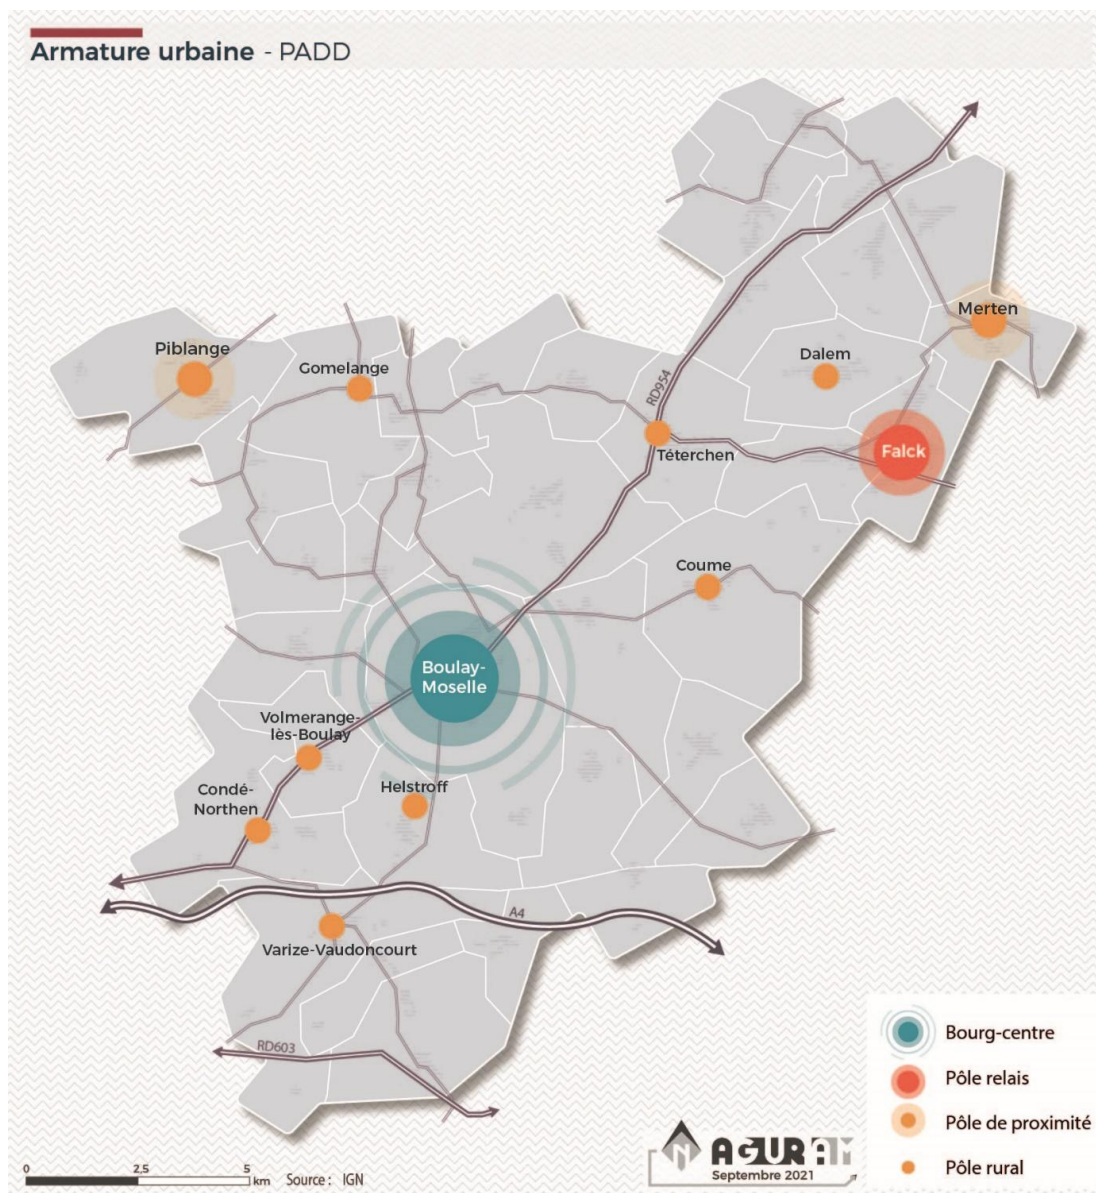 Armature urbaine - PADD
Merten
Piblange
Dalem
Gomelange
RD954
Téterchen
Falck
Coume
Boulay-
Moselle
Volmerange-
lès-Boulay
Condé-
Northen
Helstroff
A4
Varize-Vaudoncourt
RD603
Bourg-centre
Pôle relais
Pôle de proximité
Pôle rural
N AGURAM
Septembre 2021
0 2,5 5 km Source : IGN